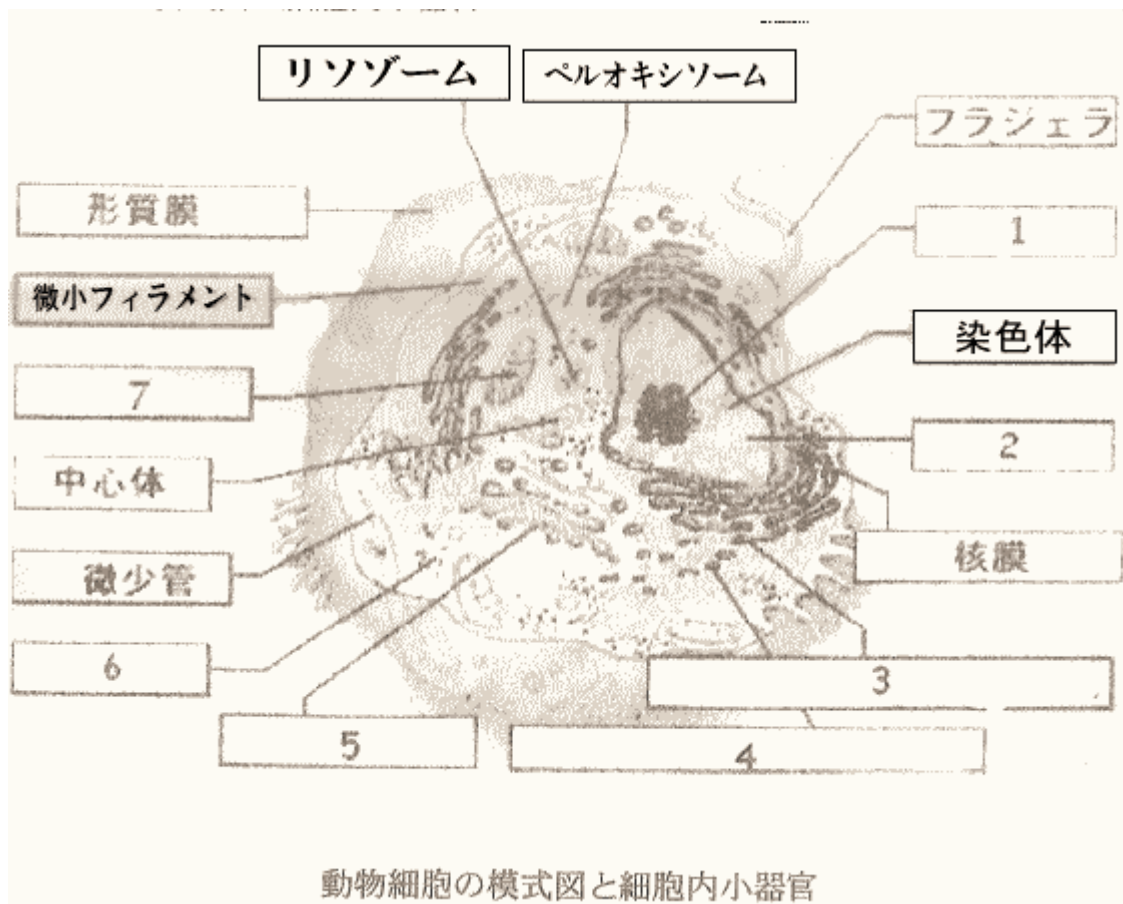 リソゾーム
ペルオキシソーム
フラジェラ
形質膜
1
微小フィラメント
染色体
7
2
中心体
核膜
微少管
6
3
5
4
動物細胞の模式図と細胞内小器官